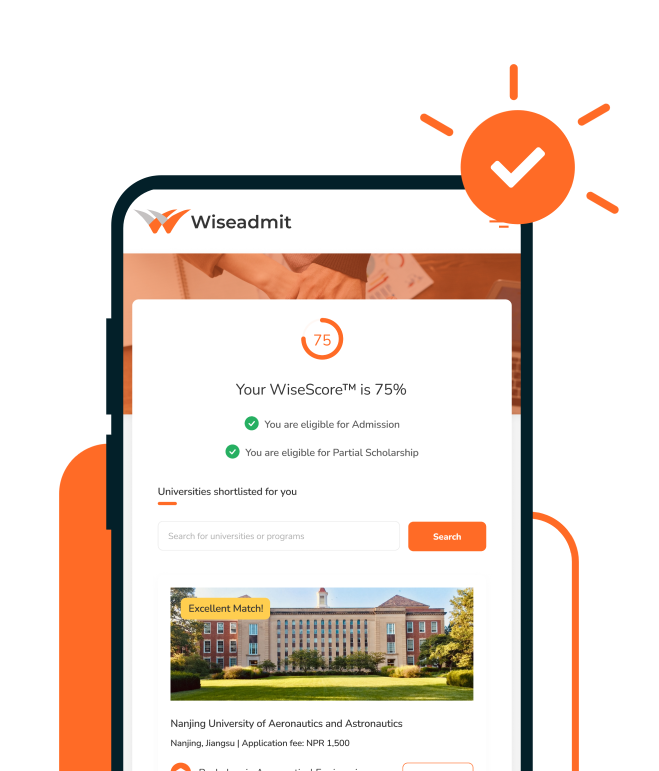 Wiseadmit
75
Your WiseScore™ is 75%
You are eligible for Admission
You are eligible for Partial Scholarship
Universities shortlisted for you
Search for universities or programs
Search
Excellent Match!
Nanjing University of Aeronautics and Astronautics
Nanjing, Jiangsu | Application fee: NPR 1,500